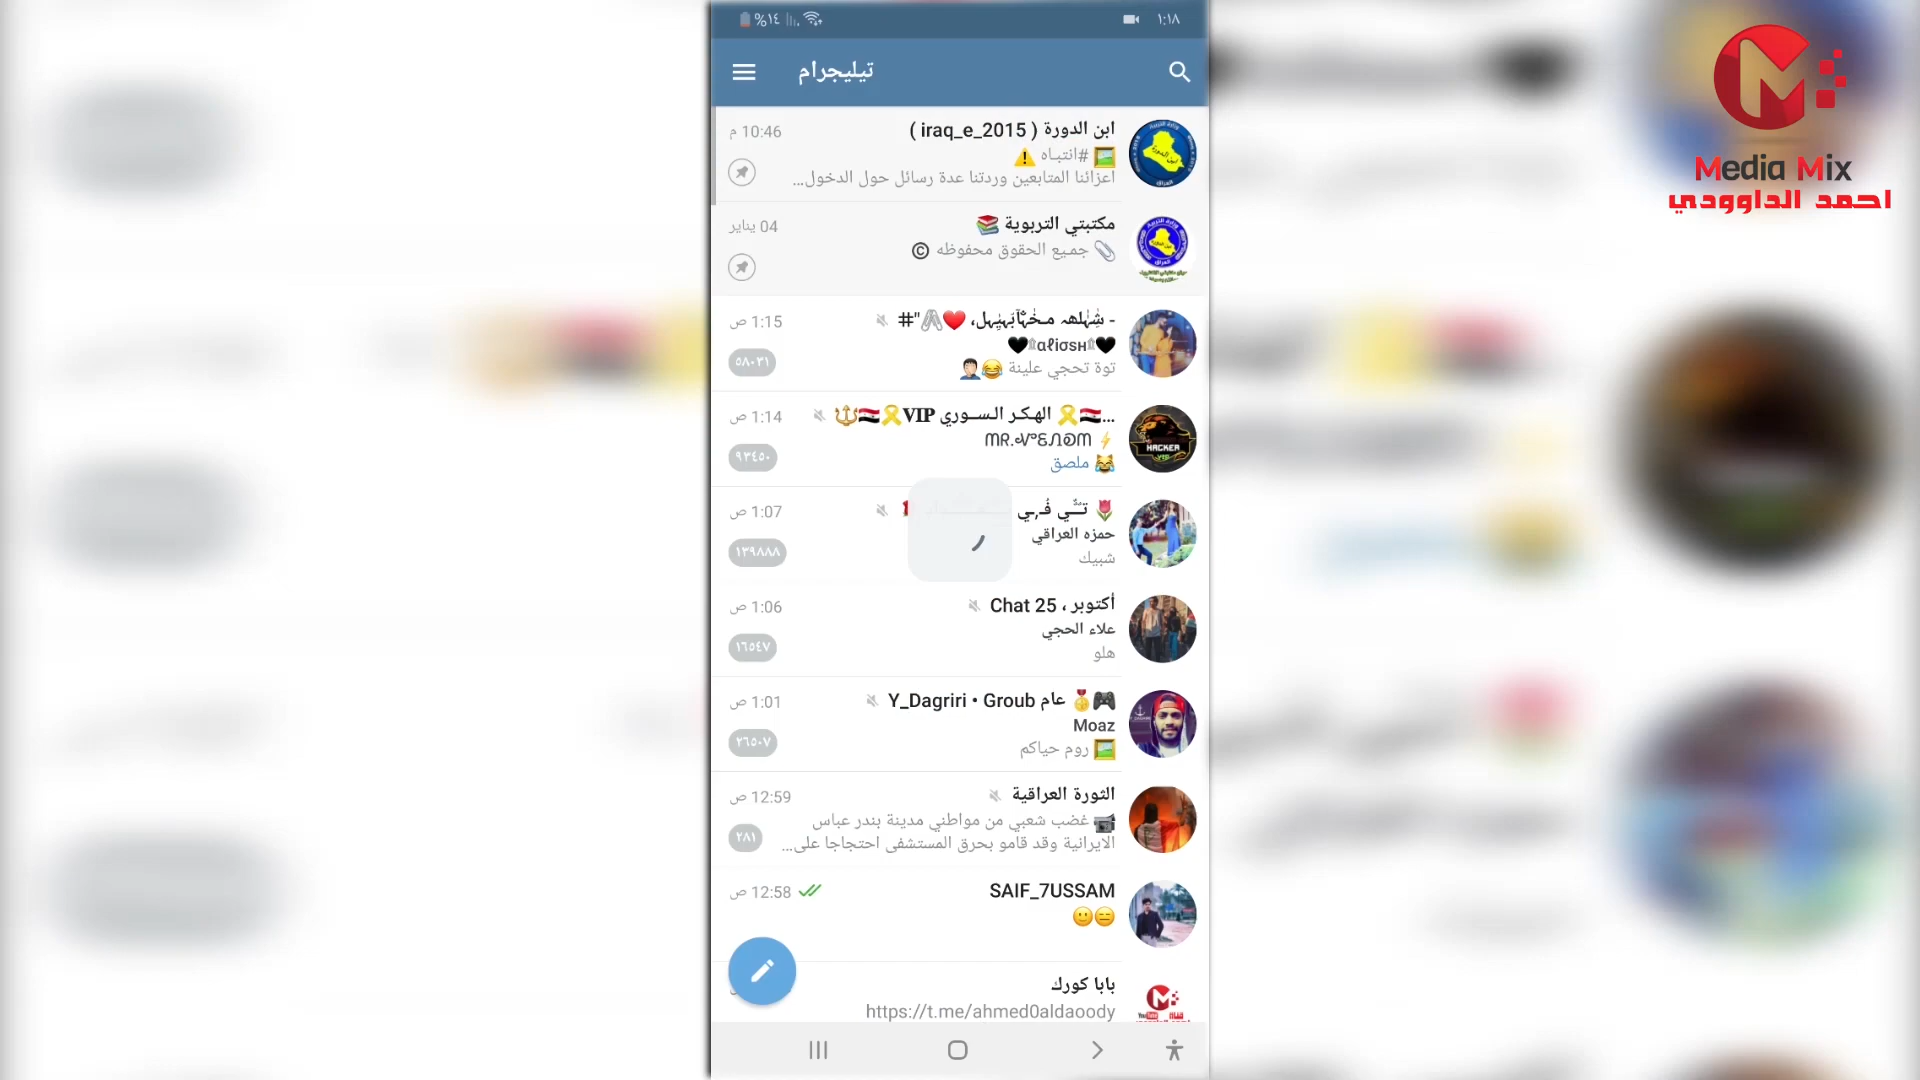 %١٤
١:١٨
تيليجرام
ابن الدورة ( iraq_e_2015 )
10:46 م
#انتباه
اعزائنا المتابعين وردتنا عدة رسائل حول الدخول...
مكتبتي التربوية
04 يناير
جميع الحقوق محفوظه ©
1:15 ص
توة تحجي علينة
٥٨٠٣١
...الهكر السوري VIP
1:14 ص
ملصق
٩٣٤٥٠
1:07 ص
حمزه العراقي
شبيك
١٣٩٨٨٨
أكتوبر ، Chat 25
1:06 ص
علاء الحجي
هلو
١٦٥٤٧
عام Y_Dagriri • Groub
1:01 ص
Moaz
روم حياكم
٢٦٥٠٧
الثورة العراقية
12:59 ص
غضب شعبي من مواطني مدينة بندر عباس
الايرانية وقد قامو بحرق المستشفى احتجاجا على...
٢٨١
SAIF_7USSAM
12:58 ص
بابا كورك
https://t.me/ahmed0aldaoody
Media Mix
احمد الداوودي